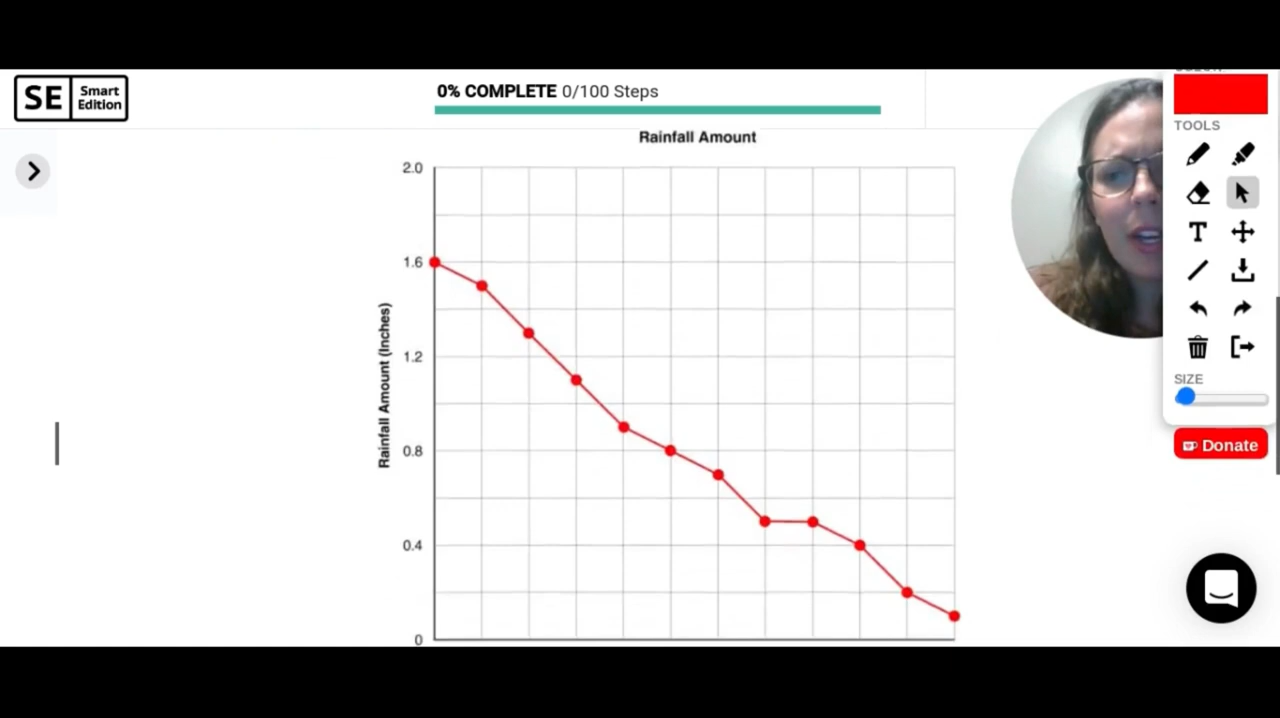 SE Smart Edition
0% COMPLETE 0/100 Steps
Rainfall Amount
2.0
1.6
1.2
0.8
0.4
0
Rainfall Amount (Inches)
TOOLS
T
SIZE
Donate